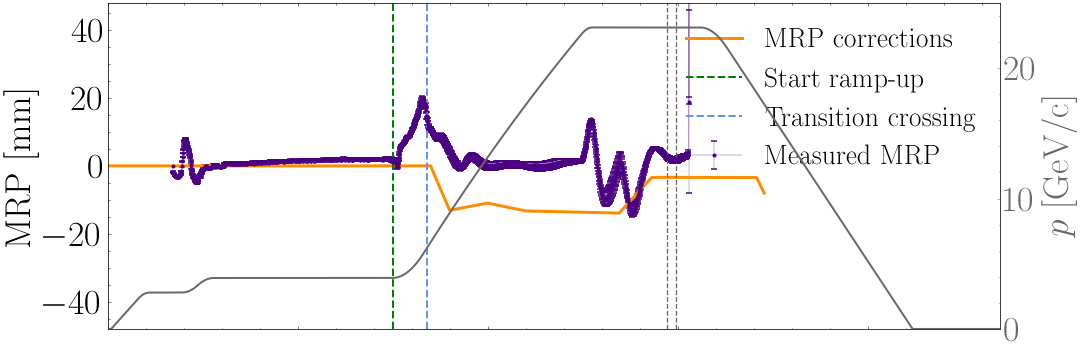 MRP [mm]
40
20
0
−20
−40
MRP corrections
Start ramp-up
Transition crossing
Measured MRP
20
10
0
p [GeV/c]